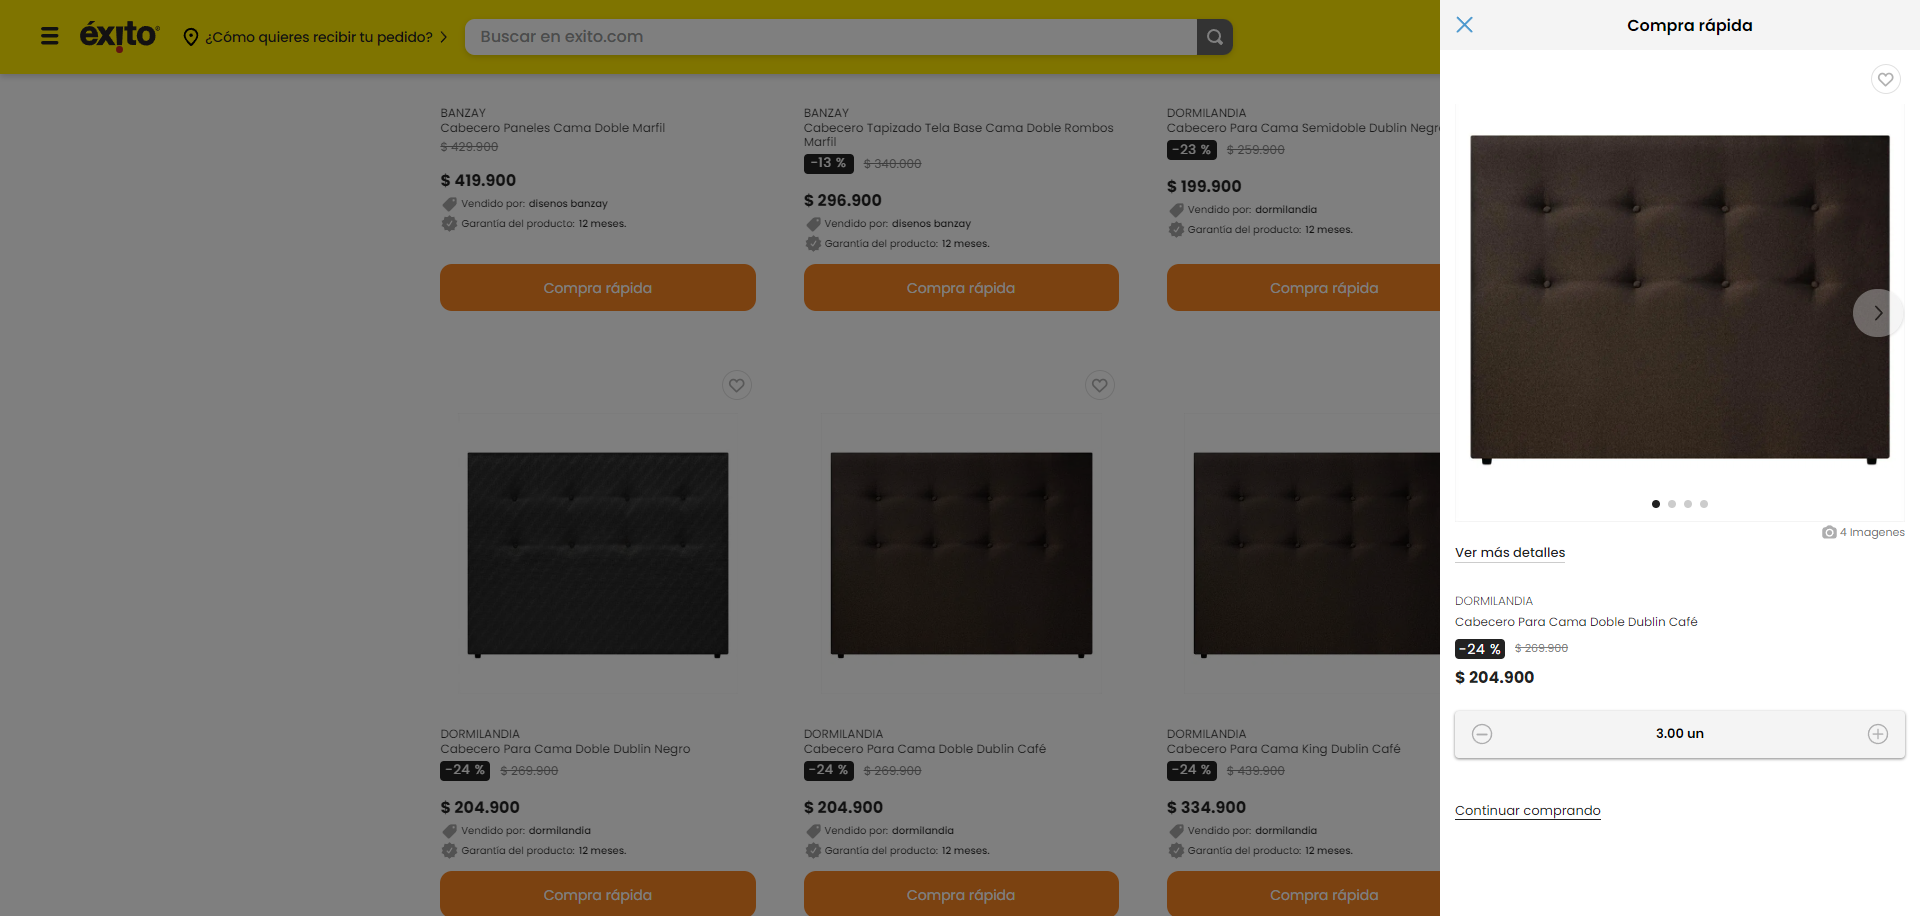 éxito
¿Cómo quieres recibir tu pedido?
Buscar en exito.com
BANZAY
Cabecero Paneles Cama Doble Marfil
$ 429.900
$ 419.900
Vendido por: disenos banzay
Garantía del producto: 12 meses.
Compra rápida
BANZAY
Cabecero Tapizado Tela Base Cama Doble Rombos
Marfil
-13 % $ 340.000
$ 296.900
Vendido por: disenos banzay
Garantía del producto: 12 meses.
Compra rápida
DORMILANDIA
Cabecero Para Cama Semidoble Dublin Negro
-23 % $ 259.900
$ 199.900
Vendido por: dormilandia
Garantía del producto: 12 meses.
Compra rápida
DORMILANDIA
Cabecero Para Cama Doble Dublin Negro
-24 % $ 269.900
$ 204.900
Vendido por: dormilandia
Garantía del producto: 12 meses.
Compra rápida
DORMILANDIA
Cabecero Para Cama Doble Dublin Café
-24 % $ 269.900
$ 204.900
Vendido por: dormilandia
Garantía del producto: 12 meses.
Compra rápida
DORMILANDIA
Cabecero Para Cama King Dublin Café
-24 % $ 439.900
$ 334.900
Vendido por: dormilandia
Garantía del producto: 12 meses.
Compra rápida
Compra rápida
4 Imagenes
Ver más detalles
DORMILANDIA
Cabecero Para Cama Doble Dublin Café
-24 % $ 269.900
$ 204.900
3.00 un
Continuar comprando